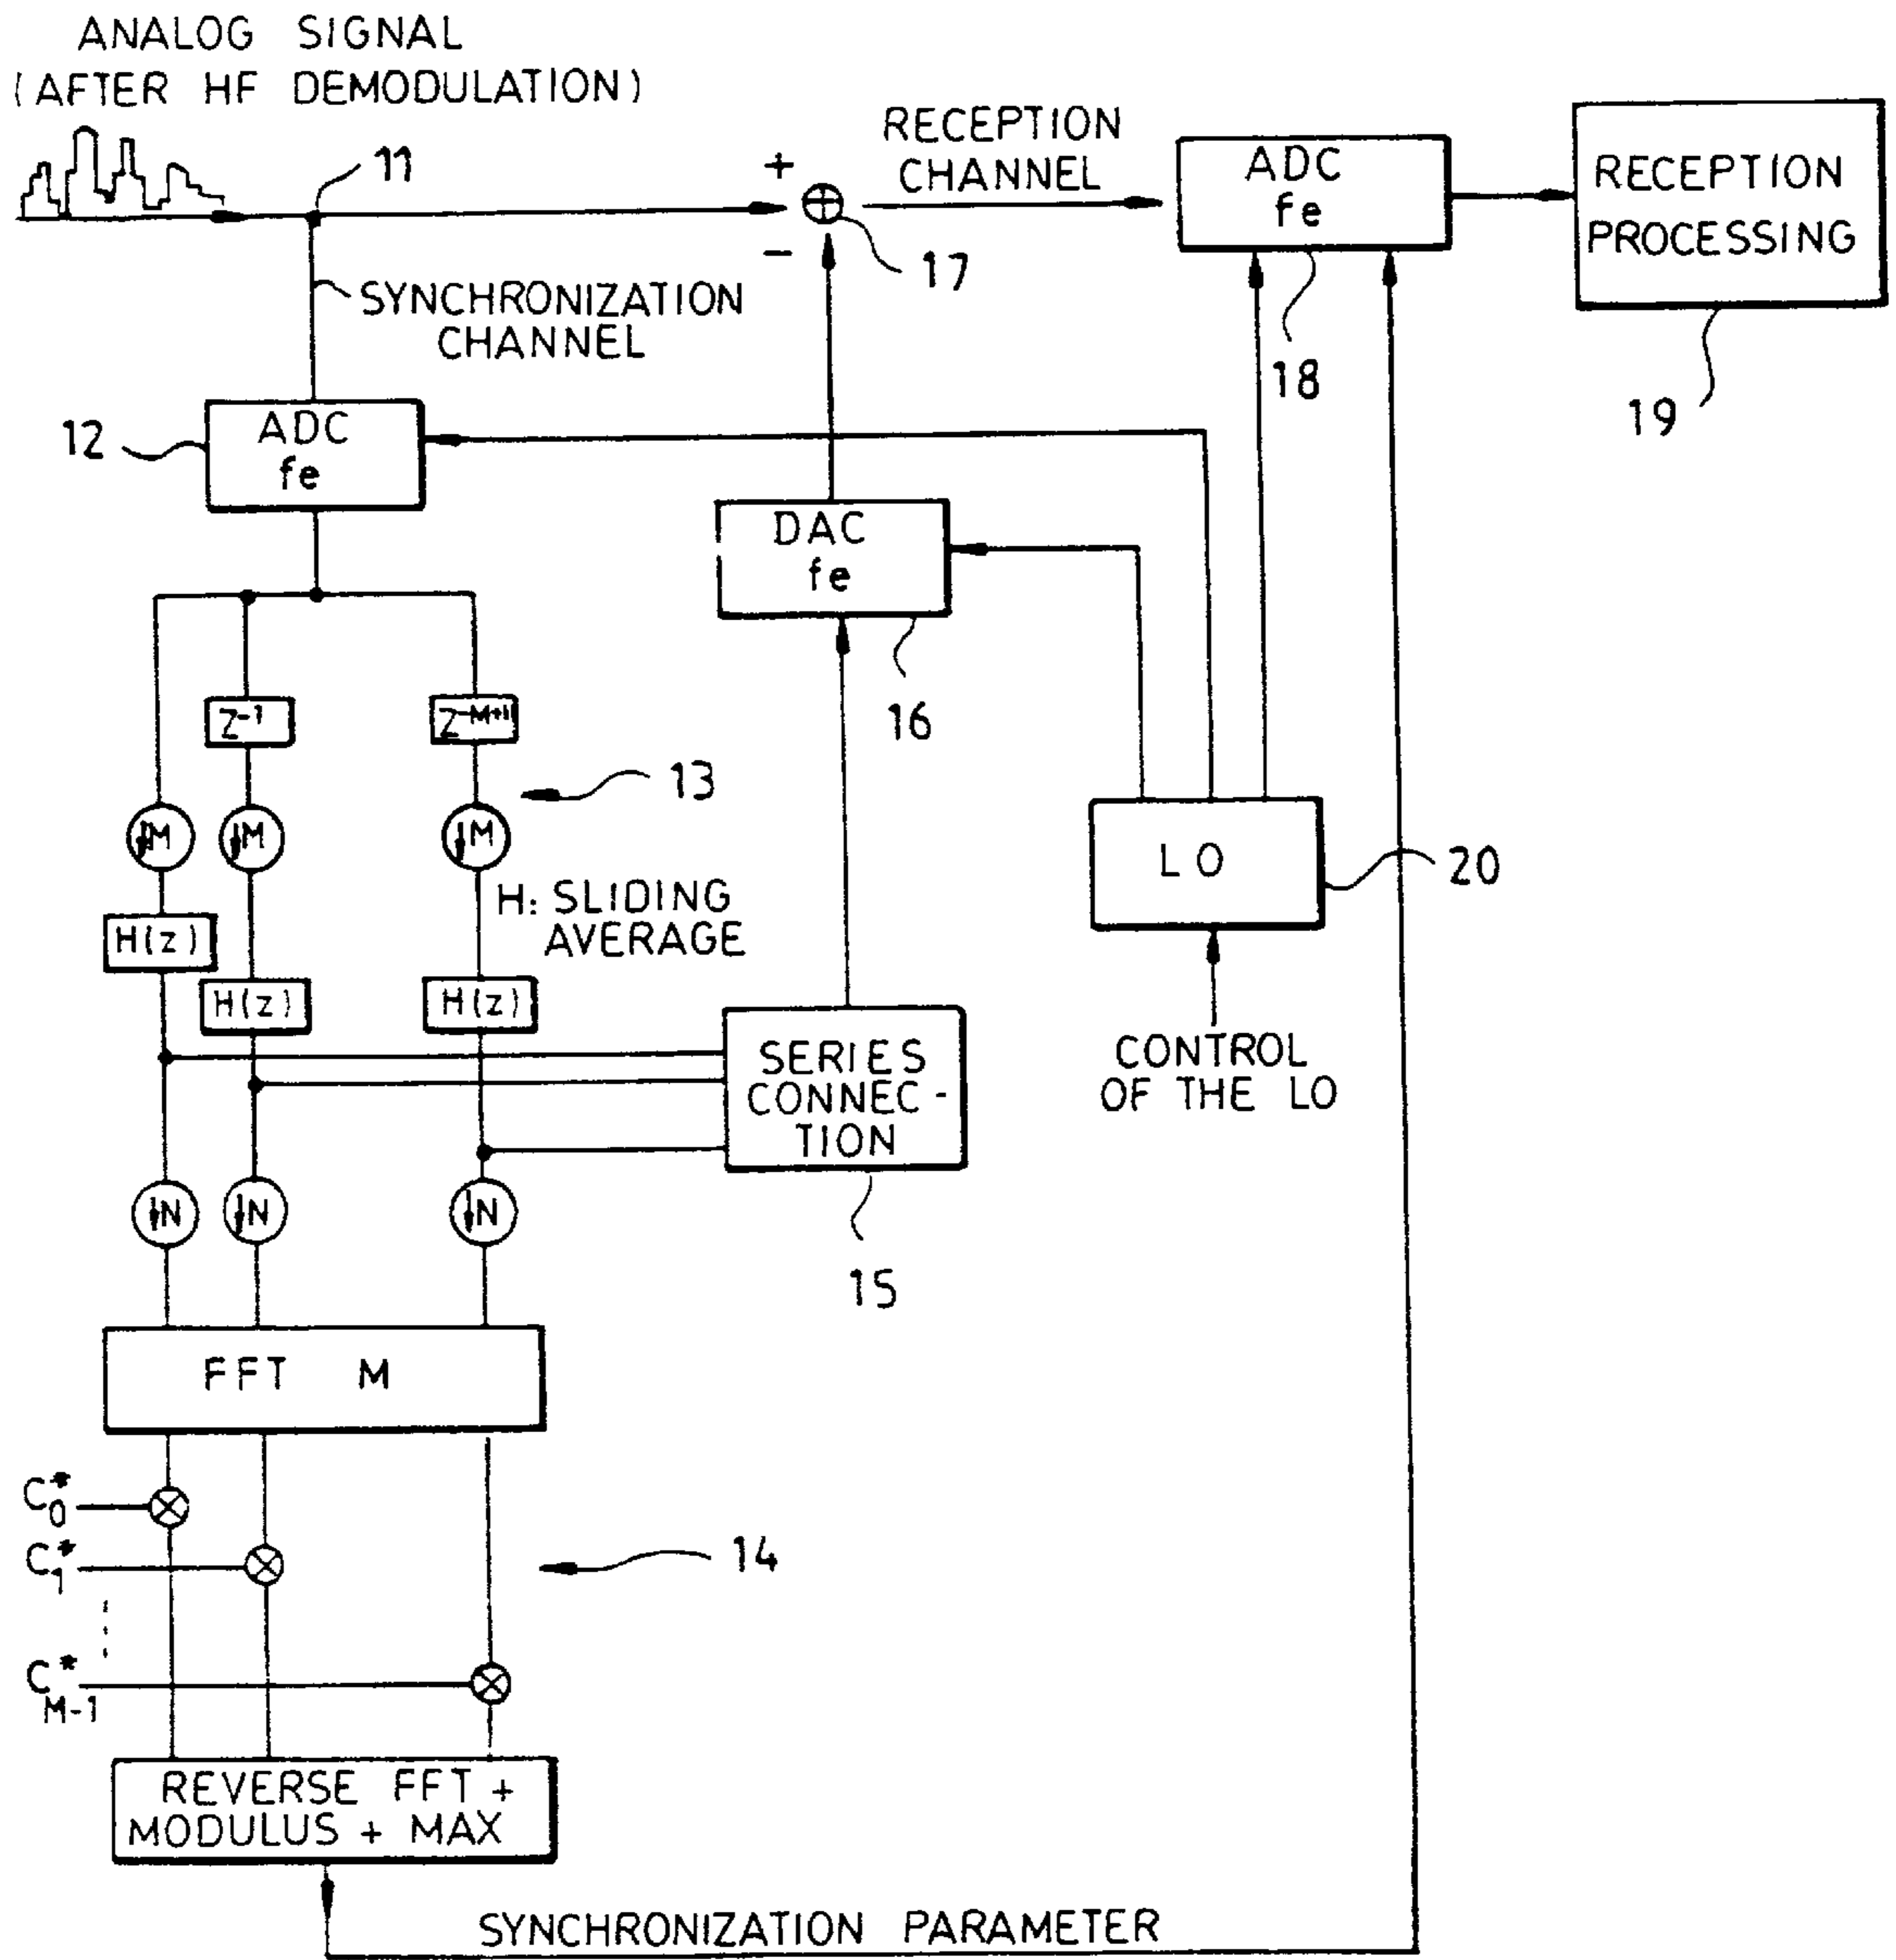 ANALOG SIGNAL
(AFTER HF DEMODULATION)
11
+
−
17
RECEPTION
CHANNEL
ADC
fe
18
RECEPTION
PROCESSING
19
SYNCHRONIZATION
CHANNEL
12
ADC
fe
DAC
fe
16
Z⁻¹
Z⁻ᴹ⁺¹
13
↓M
↓M
↓M
H: SLIDING
AVERAGE
H(z)
H(z)
H(z)
LO
20
CONTROL
OF THE LO
SERIES
CONNEC-
TION
15
↓N
↓N
↓N
FFT M
C*0
C*1
C*M-1
14
REVERSE FFT +
MODULUS + MAX
SYNCHRONIZATION PARAMETER